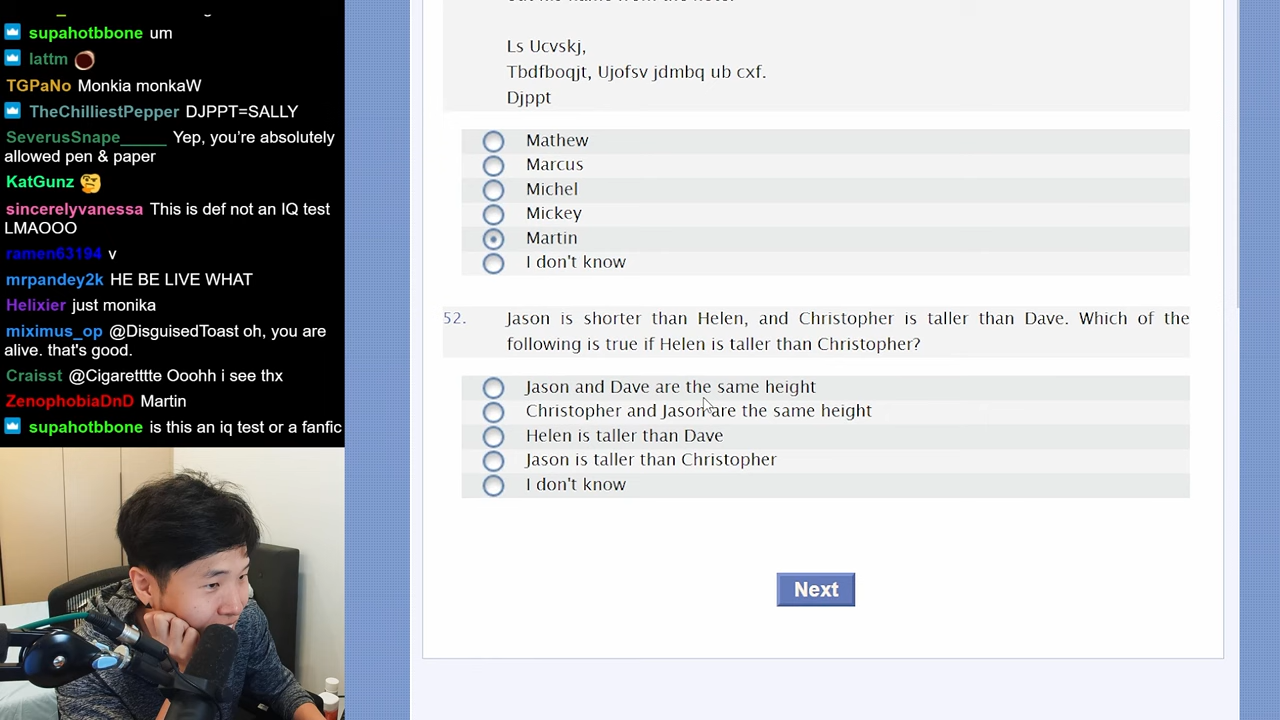 supahotbbone um
lattm
TGPaNo Monkia monkaW
TheChilliestPepper DJPPT=SALLY
SeverusSnape_____ Yep, you're absolutely
allowed pen & paper
KatGunz
sincerelyvanessa This is def not an IQ test
LMAOOO
ramen63194 v
mrpandey2k HE BE LIVE WHAT
Helixier just monika
miximus_op @DisguisedToast oh, you are
alive. that's good.
Craisst @Cigaretttte Ooohh i see thx
ZenophobiaDnD Martin
supahotbbone is this an iq test or a fanfic
Ls Ucvskj,
Tbdfboqjt, Ujofsv jdmbq ub cxf.
Djppt
Mathew
Marcus
Michel
Mickey
Martin
I don't know
52. Jason is shorter than Helen, and Christopher is taller than Dave. Which of the
following is true if Helen is taller than Christopher?
Jason and Dave are the same height
Christopher and Jason are the same height
Helen is taller than Dave
Jason is taller than Christopher
I don't know
Next